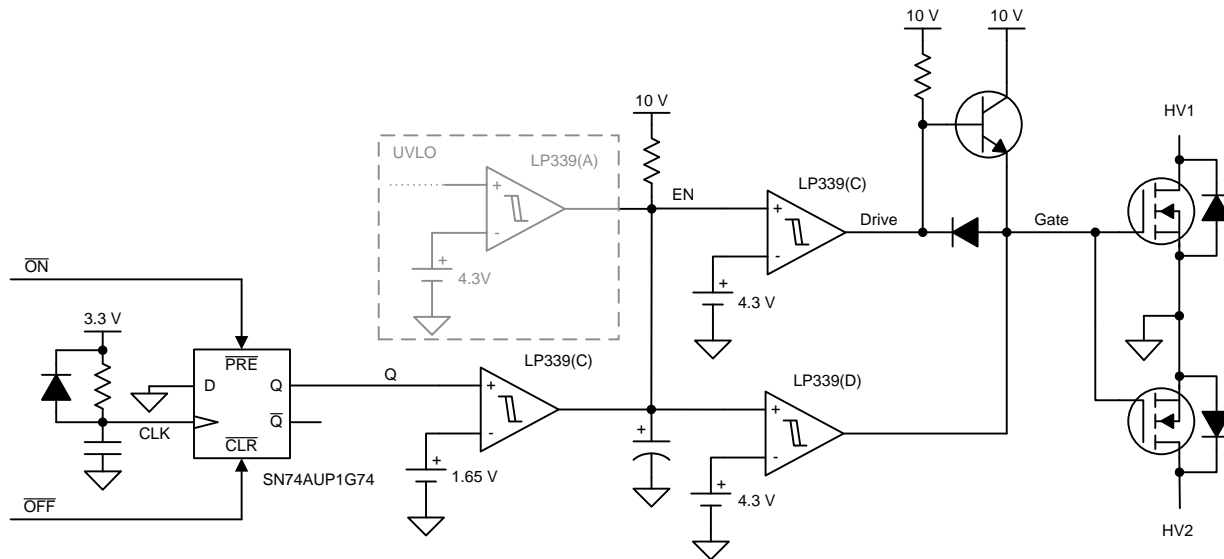 10 V
10 V
HV1
10 V
UVLO
LP339(A)
+
-
+
4.3V
EN
LP339(C)
+
-
+
4.3 V
Drive
Gate
ON
3.3 V
PRE
D
Q
Q
CLR
CLK
SN74AUP1G74
OFF
Q
LP339(C)
+
-
+
1.65 V
+
LP339(D)
+
-
+
4.3 V
HV2